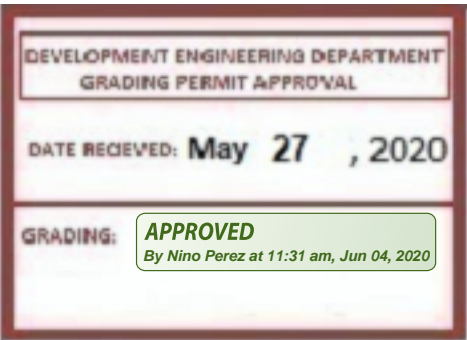 DEVELOPMENT ENGINEERING DEPARTMENT
GRADING PERMIT APPROVAL
DATE RECIEVED: May 27 , 2020
GRADING: APPROVED
By Nino Perez at 11:31 am, Jun 04, 2020